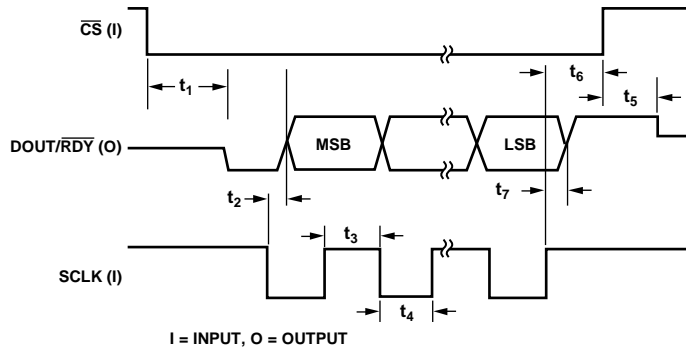 CS (I)
t6
t1
t5
DOUT/RDY (O)
MSB
LSB
t2
t7
t3
SCLK (I)
t4
I = INPUT, O = OUTPUT